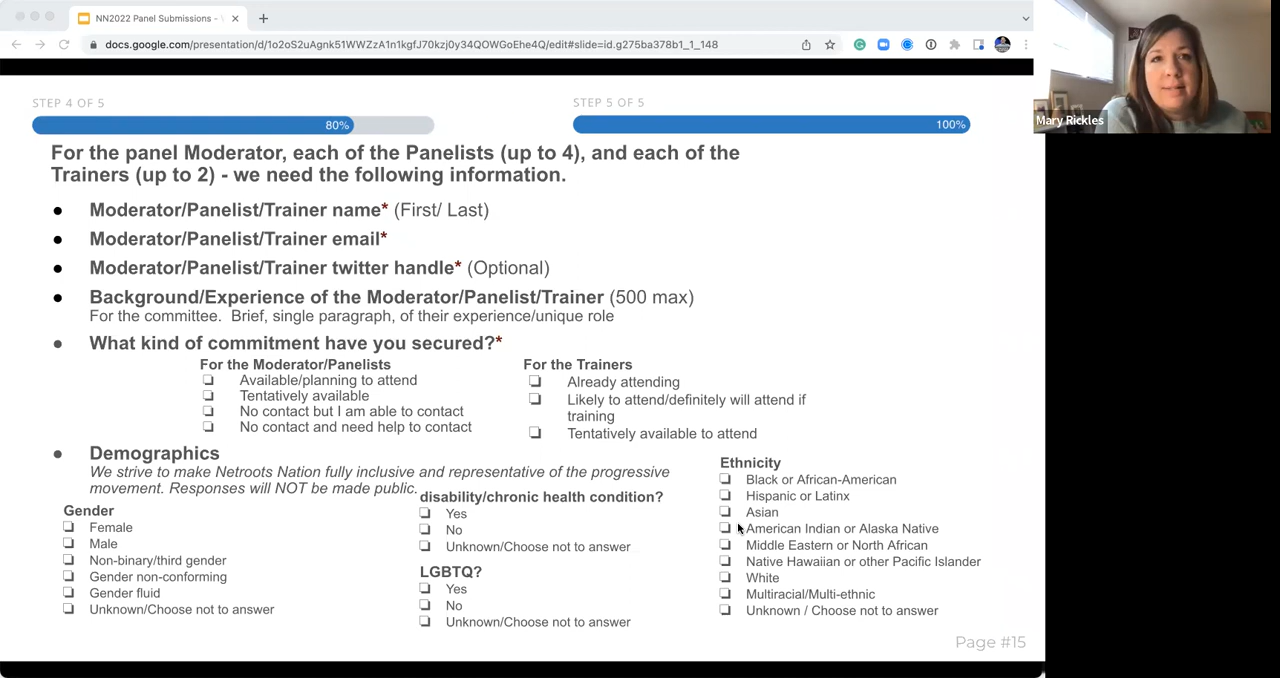 NN2022 Panel Submissions -
docs.google.com/presentation/d/1o2oS2uAgnk51WWZzA1n1kgfJ70kzj0y34QOWGoEhe4Q/edit#slide=id.g275ba378b1_1_148
Mary Rickles
STEP 4 OF 5
STEP 5 OF 5
80%
100%
For the panel Moderator, each of the Panelists (up to 4), and each of the
Trainers (up to 2) - we need the following information.
● Moderator/Panelist/Trainer name* (First/ Last)
● Moderator/Panelist/Trainer email*
● Moderator/Panelist/Trainer twitter handle* (Optional)
● Background/Experience of the Moderator/Panelist/Trainer (500 max)
For the committee. Brief, single paragraph, of their experience/unique role
● What kind of commitment have you secured?*
For the Moderator/Panelists
❏ Available/planning to attend
❏ Tentatively available
❏ No contact but I am able to contact
❏ No contact and need help to contact
For the Trainers
❏ Already attending
❏ Likely to attend/definitely will attend if
training
❏ Tentatively available to attend
● Demographics
We strive to make Netroots Nation fully inclusive and representative of the progressive
movement. Responses will NOT be made public.
Gender
❏ Female
❏ Male
❏ Non-binary/third gender
❏ Gender non-conforming
❏ Gender fluid
❏ Unknown/Choose not to answer
disability/chronic health condition?
❏ Yes
❏ No
❏ Unknown/Choose not to answer
LGBTQ?
❏ Yes
❏ No
❏ Unknown/Choose not to answer
Ethnicity
❏ Black or African-American
❏ Hispanic or Latinx
❏ Asian
❏ American Indian or Alaska Native
❏ Middle Eastern or North African
❏ Native Hawaiian or other Pacific Islander
❏ White
❏ Multiracial/Multi-ethnic
❏ Unknown / Choose not to answer
Page #15